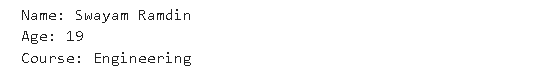 Name: Swayam Ramdin
Age: 19
Course: Engineering